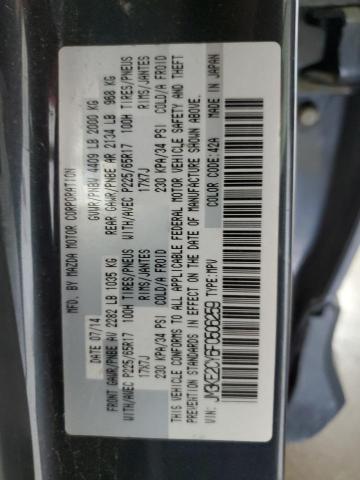 MFG. BY: MAZDA MOTOR CORPORATION
DATE 07/14 GVWR/PNBV 4409 LB 2000 KG
FRONT GAWR/PNBE AV 2282 LB 1035 KG REAR GAWR/PNBE AR 2134 LB 968 KG
WITH/AVEC P225/65R17 100H TIRES/PNEUS WITH/AVEC P225/65R17 100H TIRES/PNEUS
17X7J RIMS/JANTES 17X7J RIMS/JANTES
230 KPA/34 PSI COLD/A FROID 230 KPA/34 PSI COLD/A FROID
THIS VEHICLE CONFORMS TO ALL APPLICABLE FEDERAL MOTOR VEHICLE SAFETY AND THEFT
PREVENTION STANDARDS IN EFFECT ON THE DATE OF MANUFACTURE SHOWN ABOVE.
VIN: JM3KE2CY6F0506259 TYPE: MPV COLOR CODE: 42A MADE IN JAPAN